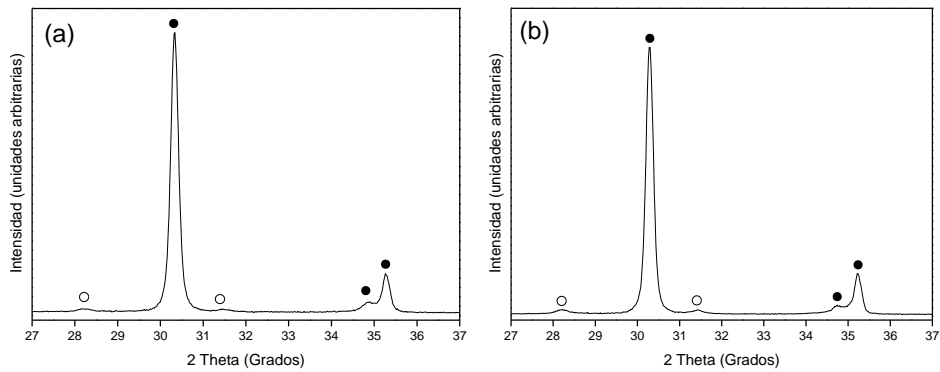 (a)
Intensidad (unidades arbitrarias)
27 28 29 30 31 32 33 34 35 36 37
2 Theta (Grados)
(b)
Intensidad (unidades arbitrarias)
27 28 29 30 31 32 33 34 35 36 37
2 Theta (Grados)